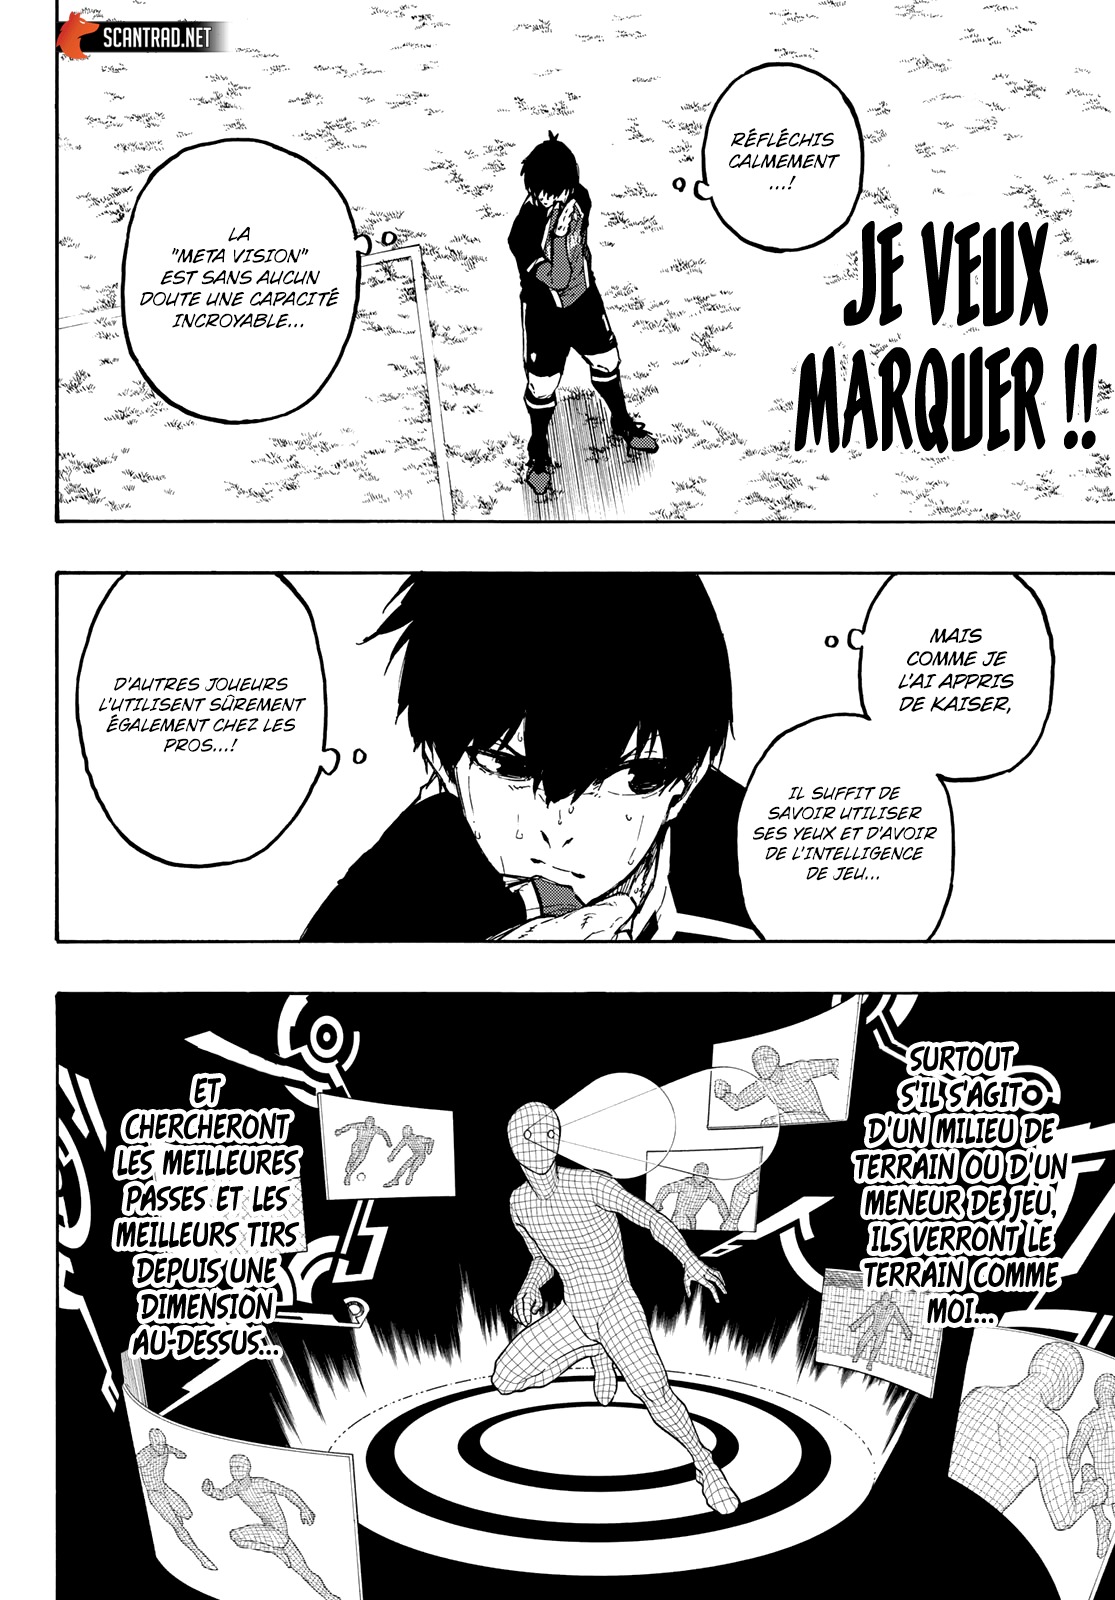 SCANTRAD.NET
RÉFLÉCHIS
CALMEMENT
...!
JE VEUX
MARQUER !!
LA
"META VISION"
EST SANS AUCUN
DOUTE UNE CAPACITÉ
INCROYABLE...
MAIS
COMME JE
L'AI APPRIS
DE KAISER,
IL SUFFIT DE
SAVOIR UTILISER
SES YEUX ET D'AVOIR
DE L'INTELLIGENCE
DE JEU...
D'AUTRES JOUEURS
L'UTILISENT SÛREMENT
ÉGALEMENT CHEZ LES
PROS...!
SURTOUT
S'IL S'AGIT
D'UN MILIEU DE
TERRAIN OU D'UN
MENEUR DE JEU,
ILS VERRONT LE
TERRAIN COMME
MOI...
ET
CHERCHERONT
LES MEILLEURES
PASSES ET LES
MEILLEURS TIRS
DEPUIS UNE
DIMENSION
AU-DESSUS...